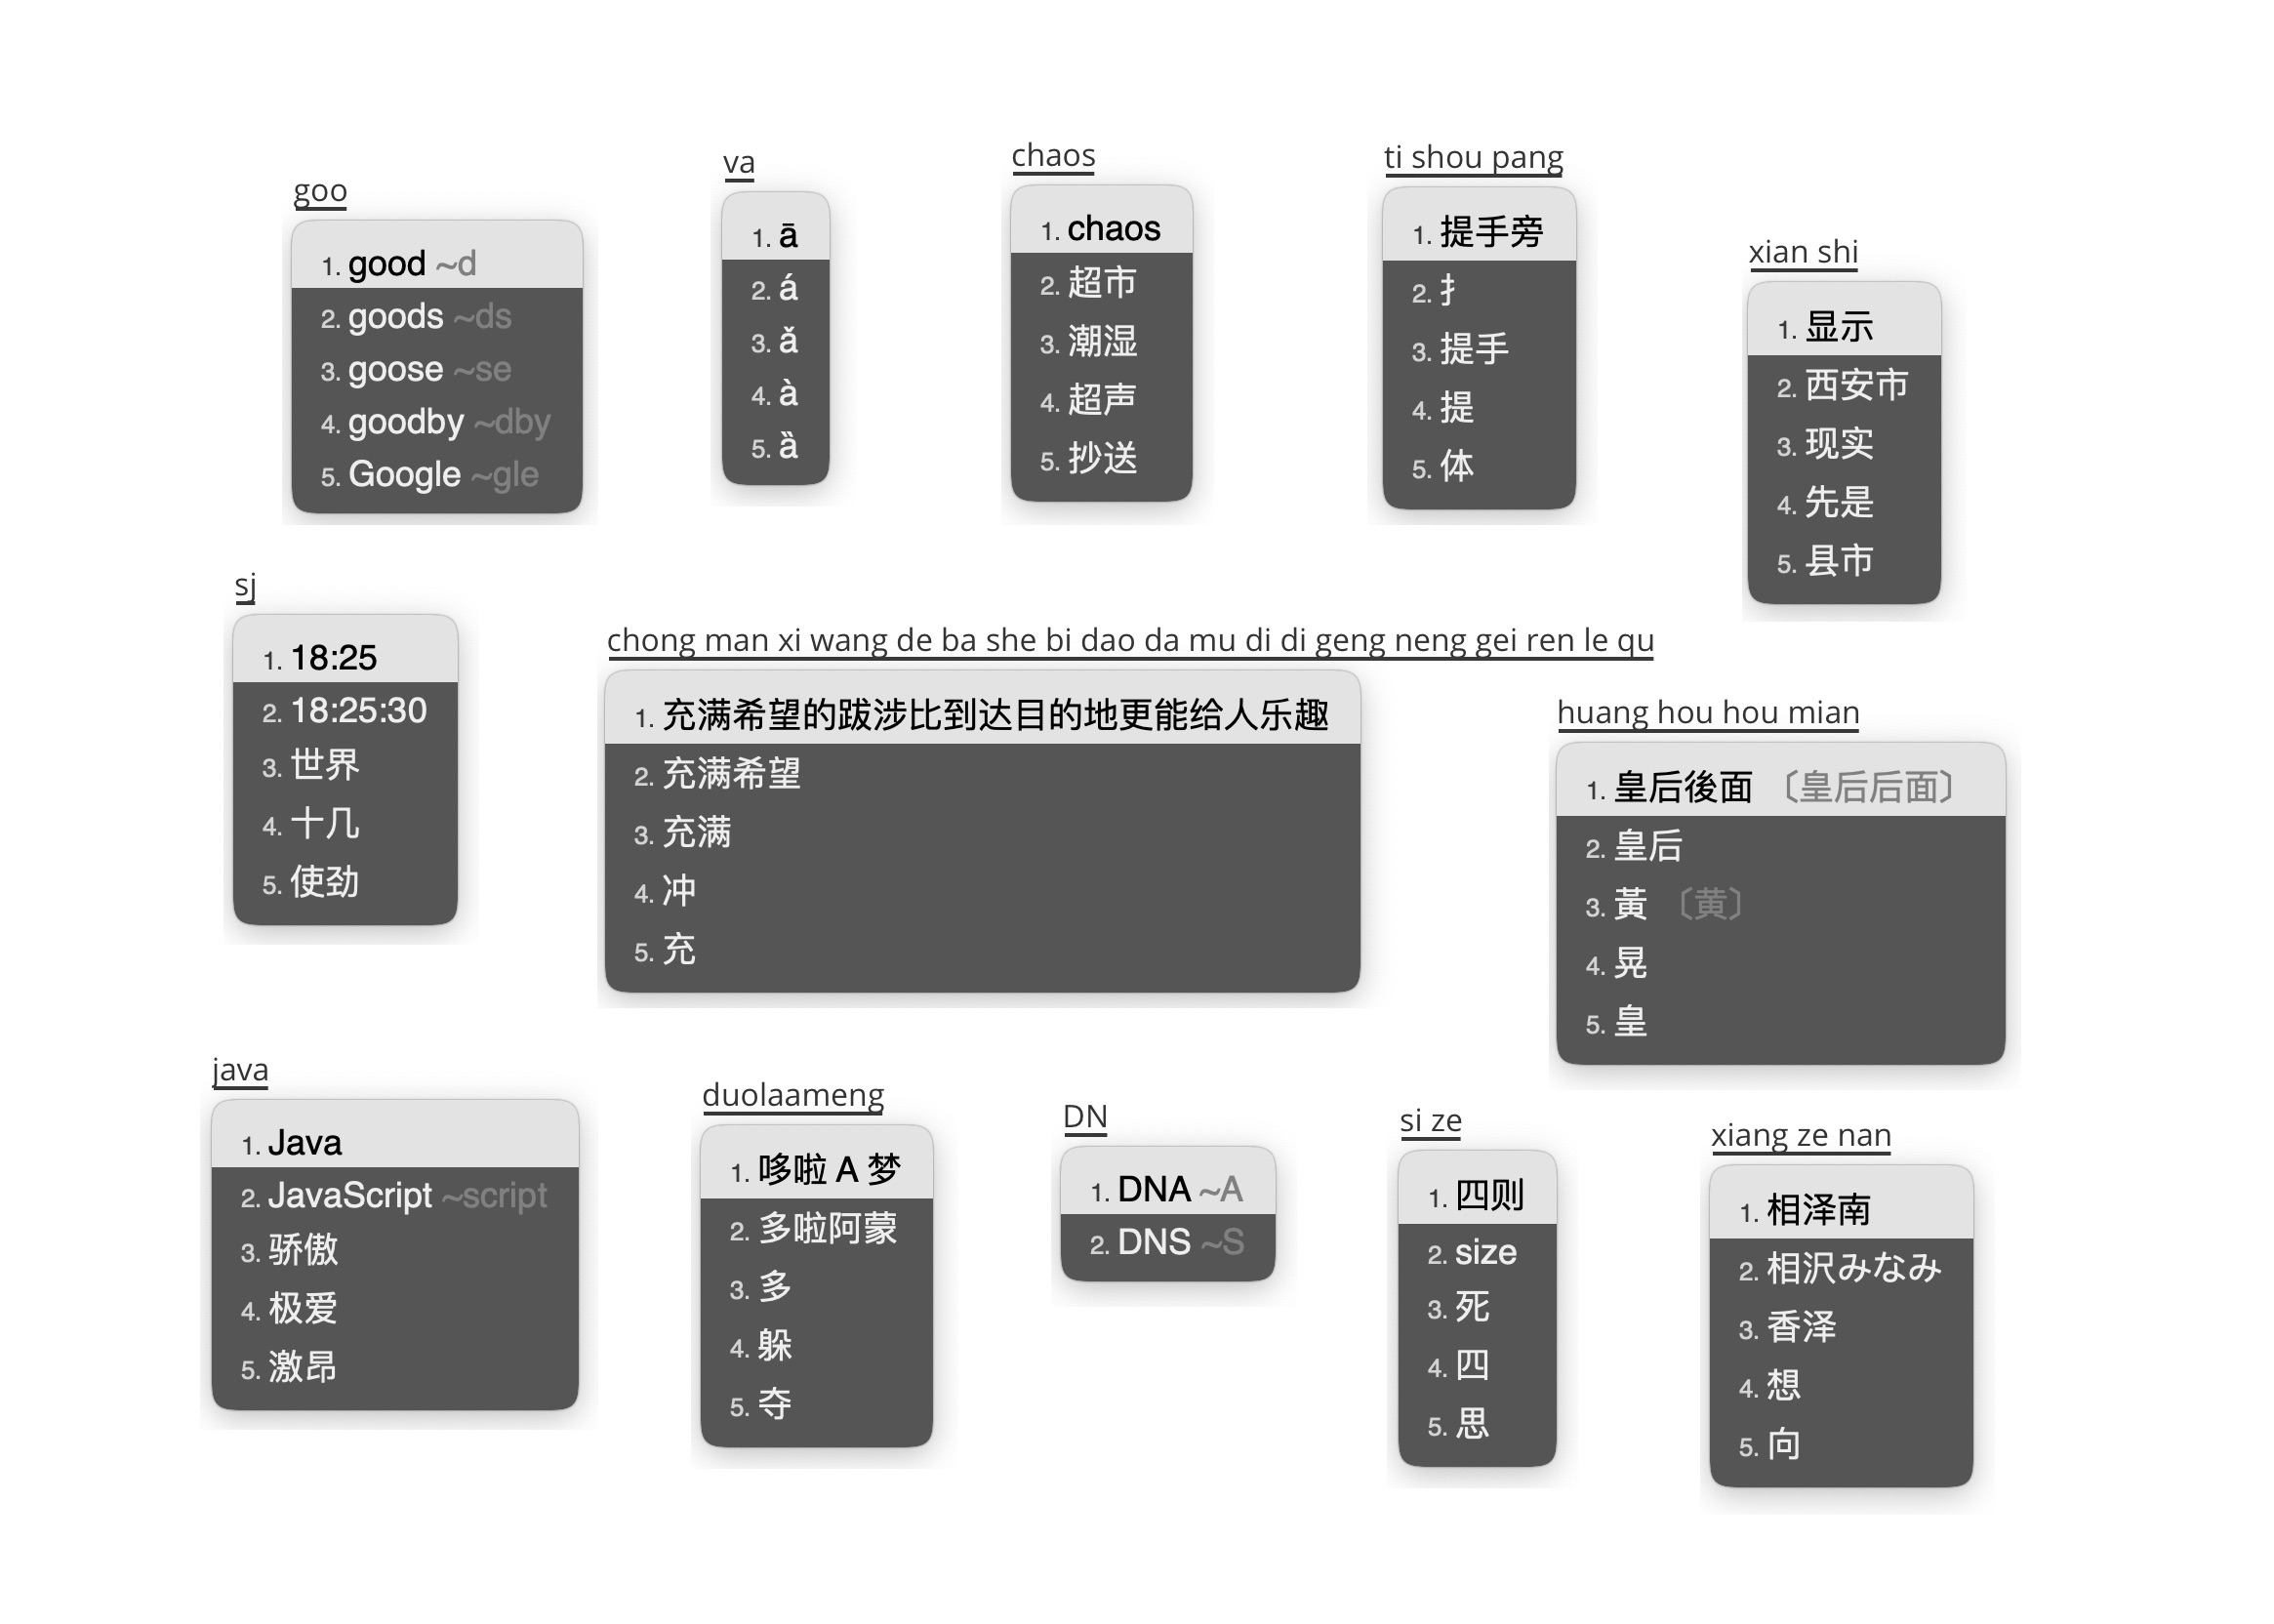 goo
1. good ~d
2. goods ~ds
3. goose ~se
4. goodby ~dby
5. Google ~gle
va
1. ā
2. á
3. ǎ
4. à
5. ȁ
chaos
1. chaos
2. 超市
3. 潮湿
4. 超声
5. 抄送
ti shou pang
1. 提手旁
2. 扌
3. 提手
4. 提
5. 体
xian shi
1. 显示
2. 西安市
3. 现实
4. 先是
5. 县市
sj
1. 18:25
2. 18:25:30
3. 世界
4. 十几
5. 使劲
chong man xi wang de ba she bi dao da mu di di geng neng gei ren le qu
1. 充满希望的跋涉比到达目的地更能给人乐趣
2. 充满希望
3. 充满
4. 冲
5. 充
huang hou hou mian
1. 皇后後面 〔皇后后面〕
2. 皇后
3. 黃 〔黄〕
4. 晃
5. 皇
java
1. Java
2. JavaScript ~script
3. 骄傲
4. 极爱
5. 激昂
duolaameng
1. 哆啦 A 梦
2. 多啦阿蒙
3. 多
4. 躲
5. 夺
DN
1. DNA ~A
2. DNS ~S
si ze
1. 四则
2. size
3. 死
4. 四
5. 思
xiang ze nan
1. 相泽南
2. 相沢みなみ
3. 香泽
4. 想
5. 向